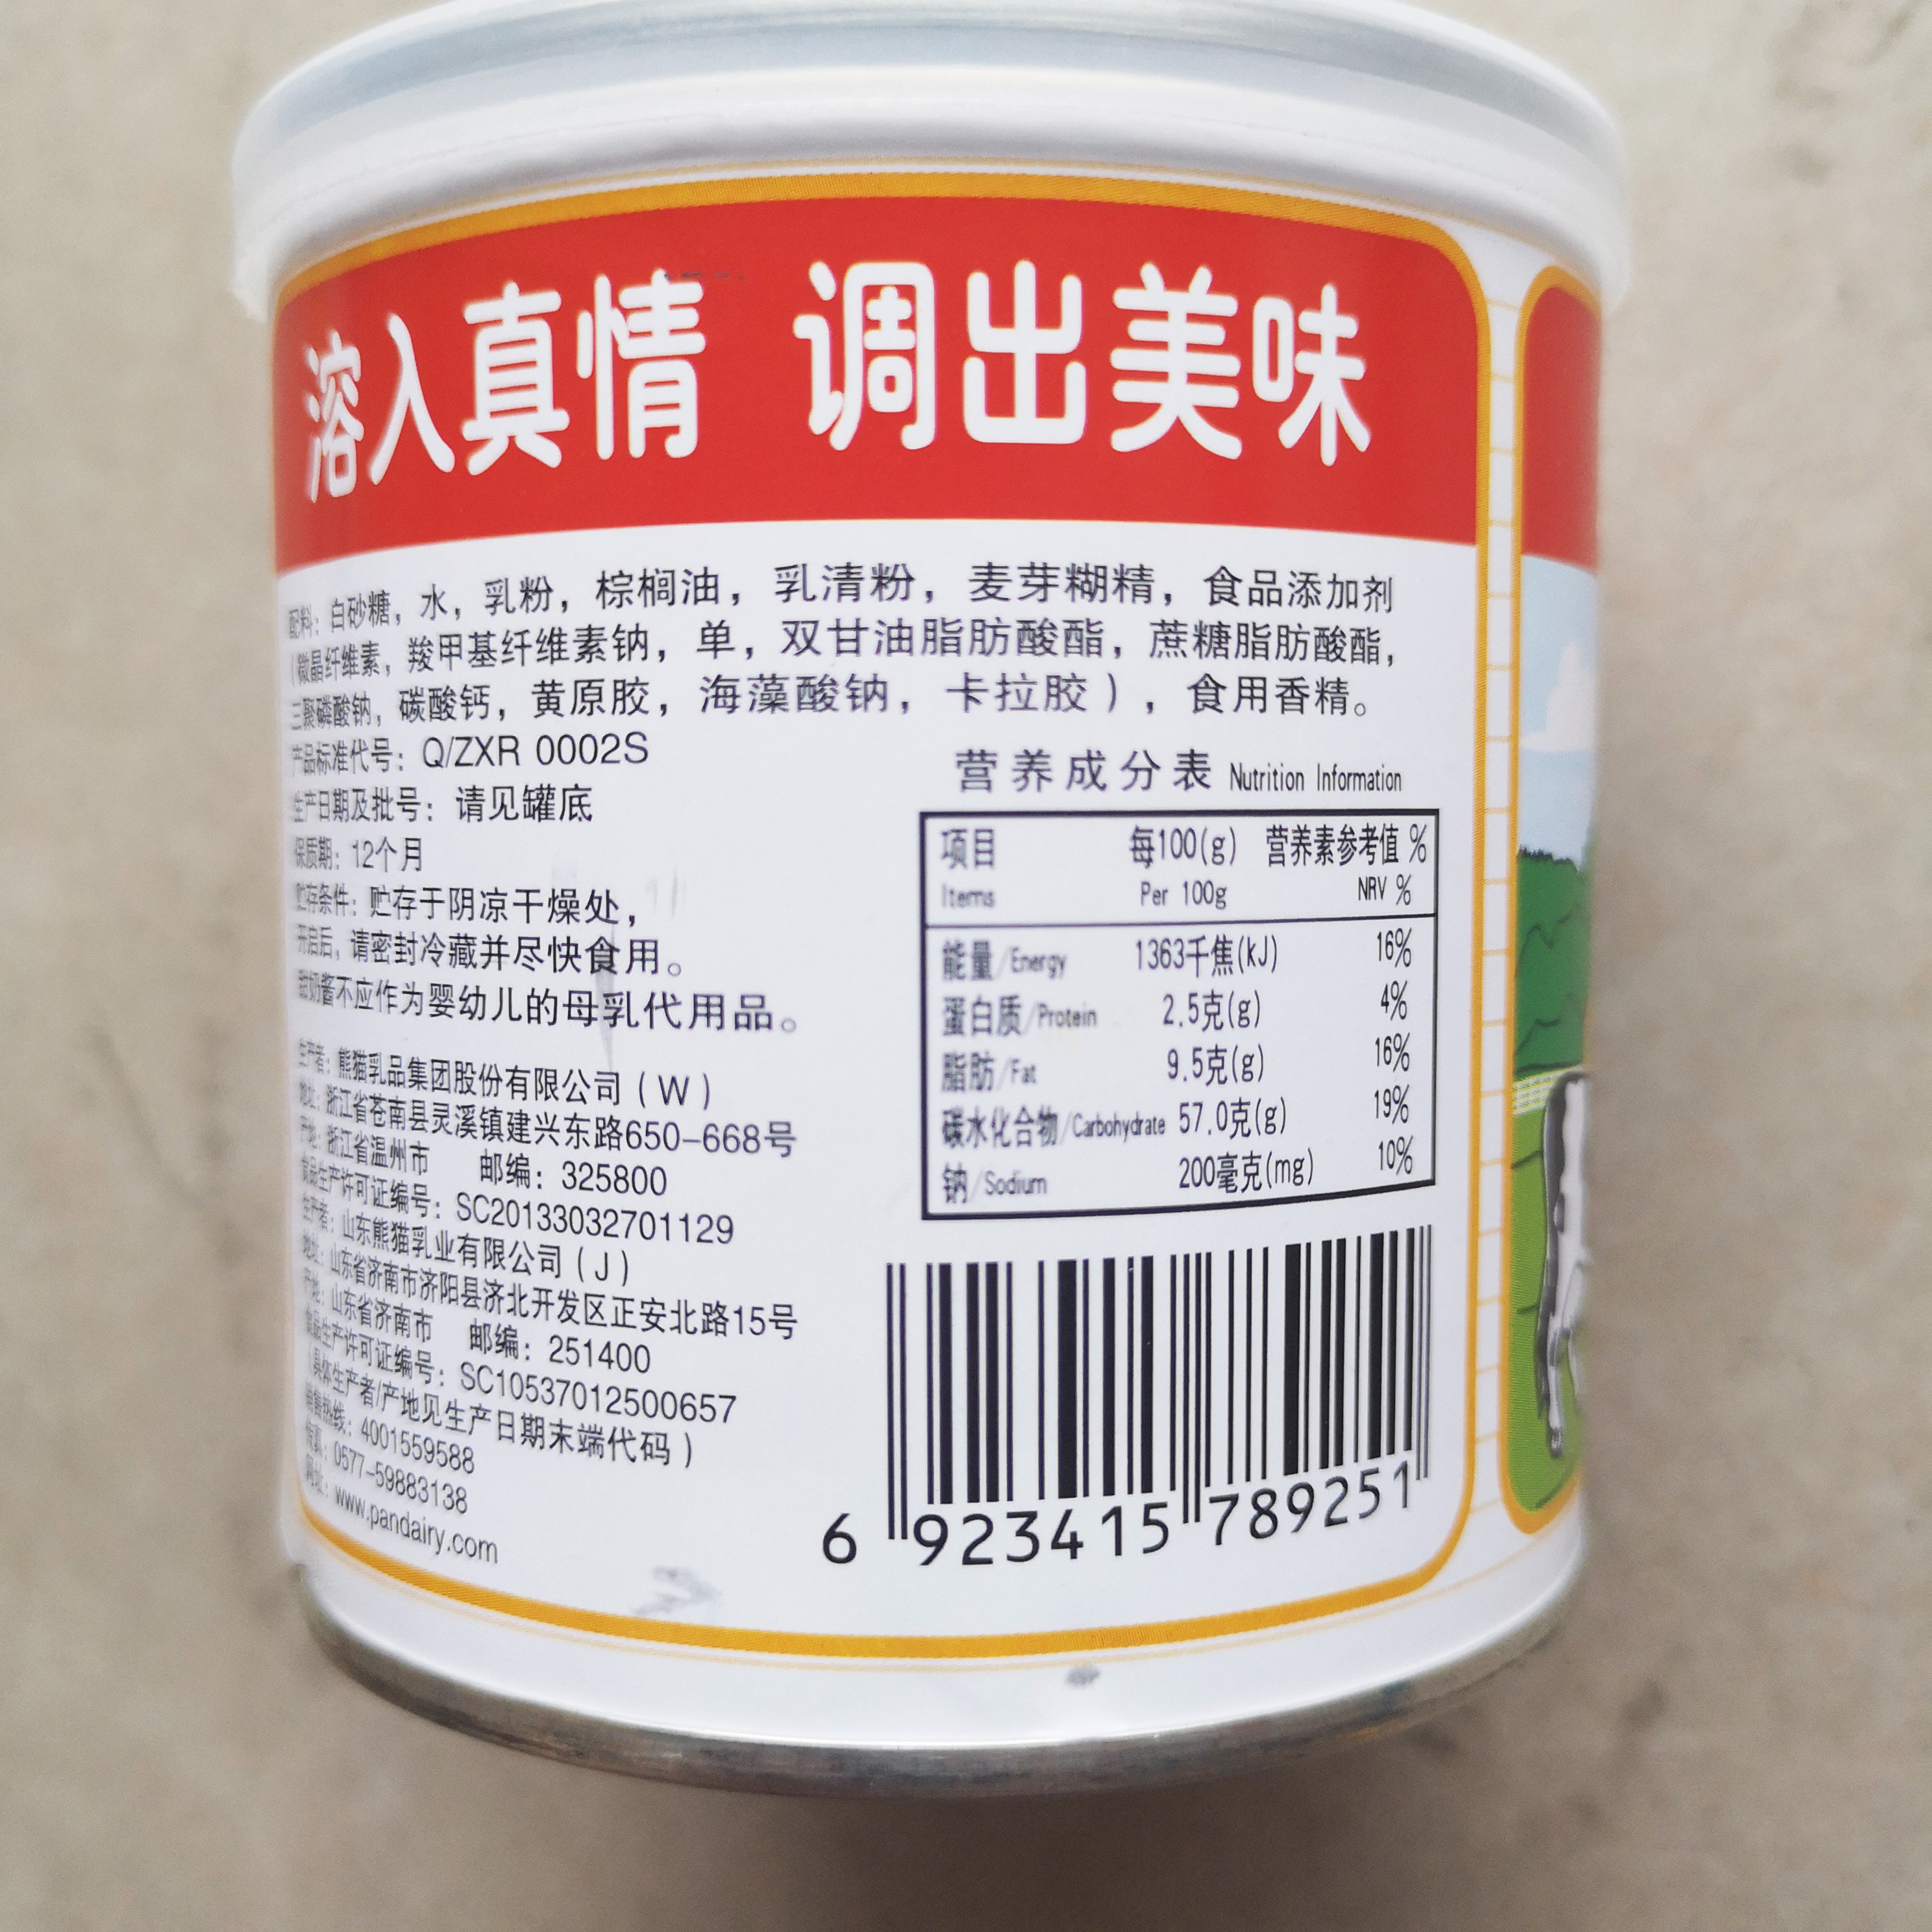 溶入真情 调出美味
配料：白砂糖，水，乳粉，棕榈油，乳清粉，麦芽糊精，食品添加剂
（微晶纤维素，羧甲基纤维素钠，单，双甘油脂肪酸酯，蔗糖脂肪酸酯，
三聚磷酸钠，碳酸钙，黄原胶，海藻酸钠，卡拉胶），食用香精。
产品标准代号：Q/ZXR 0002S
生产日期及批号：请见罐底
保质期：12个月
贮存条件：贮存于阴凉干燥处，
开启后，请密封冷藏并尽快食用。
甜奶酱不应作为婴幼儿的母乳代用品。
生产者：熊猫乳品集团股份有限公司（W）
地址：浙江省苍南县灵溪镇建兴东路650-668号
产地：浙江省温州市 邮编：325800
食品生产许可证编号：SC20133032701129
生产者：山东熊猫乳业有限公司（J）
地址：山东省济南市济阳县济北开发区正安北路15号
产地：山东省济南市 邮编：251400
食品生产许可证编号：SC10537012500657
（具体生产者/产地见生产日期末端代码）
销售热线：4001559588
传真：0577-59883138
网址：www.pandairy.com
营养成分表 Nutrition Information
项目 每100(g) 营养素参考值 %
Items Per 100g NRV %
能量/Energy 1363千焦(kJ) 16%
蛋白质/Protein 2.5克(g) 4%
脂肪/Fat 9.5克(g) 16%
碳水化合物/Carbohydrate 57.0克(g) 19%
钠/Sodium 200毫克(mg) 10%
6 923415 789251